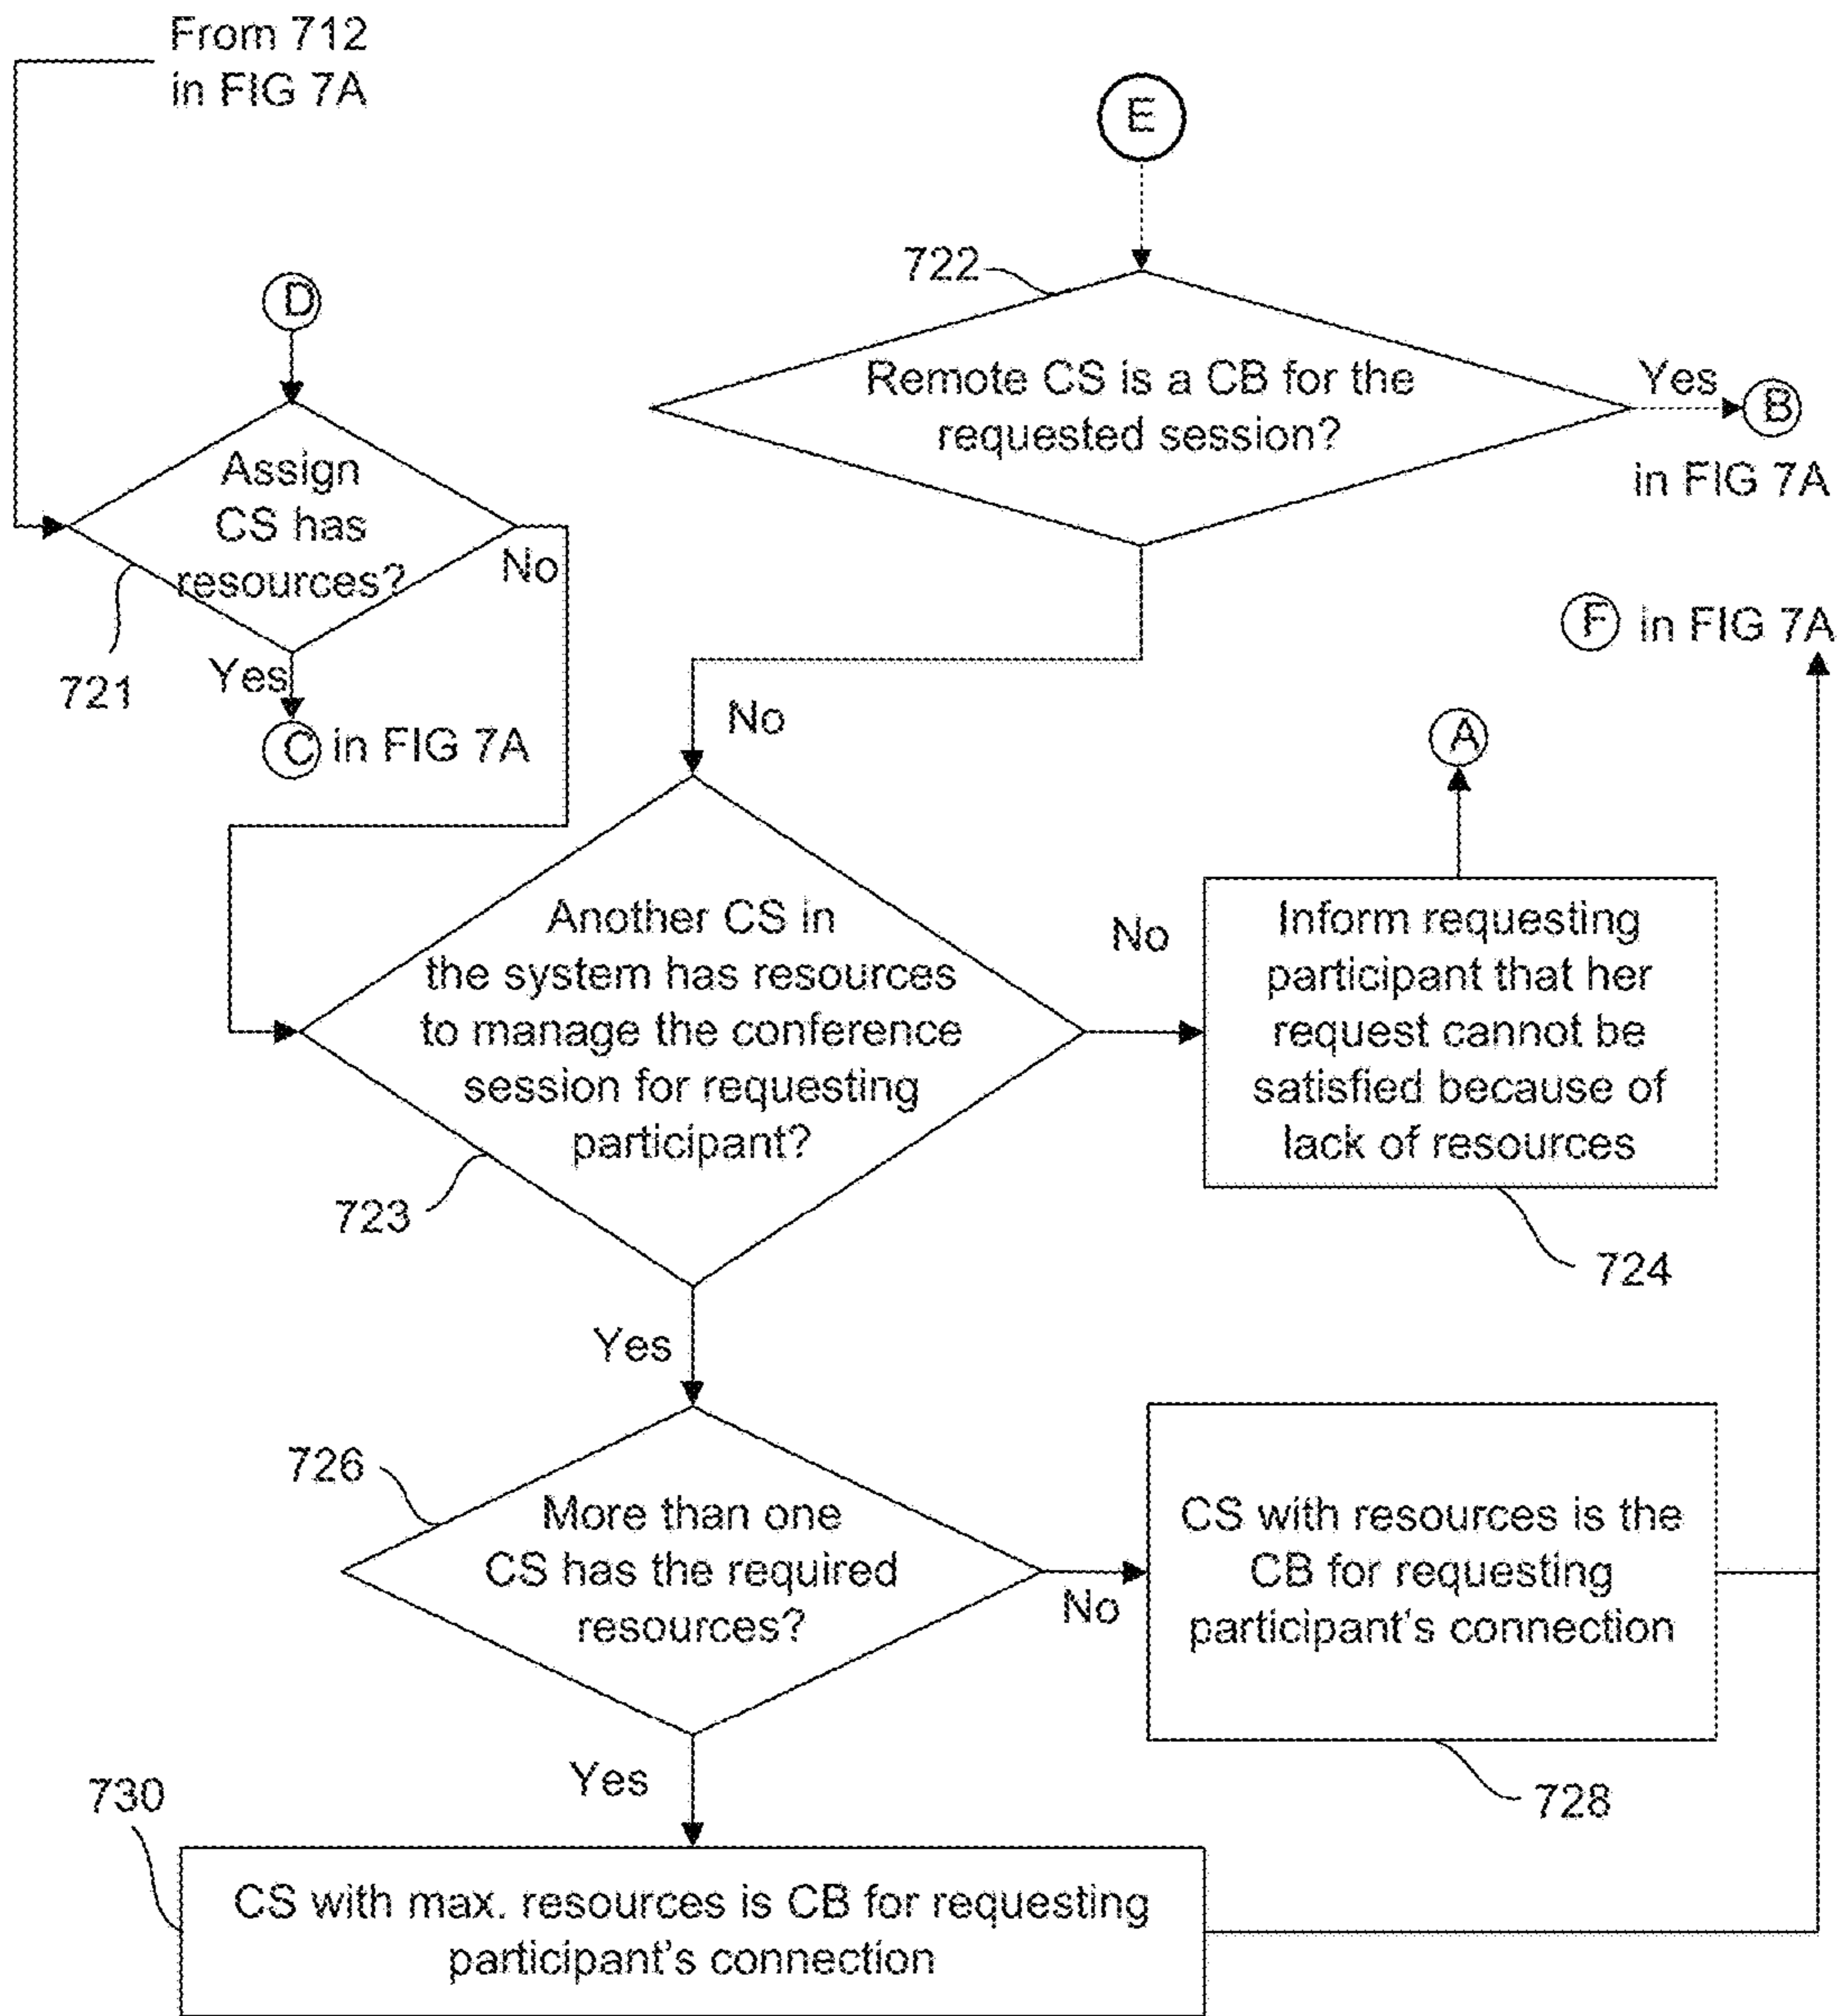 From 712
in FIG 7A
E
722
Remote CS is a CB for the
requested session?
Yes
B
in FIG 7A
D
Assign
CS has
resources?
No
721
Yes
C in FIG 7A
F in FIG 7A
No
A
Another CS in
the system has resources
to manage the conference
session for requesting
participant?
723
No
Inform requesting
participant that her
request cannot be
satisfied because of
lack of resources
724
Yes
726
More than one
CS has the required
resources?
No
CS with resources is the
CB for requesting
participant's connection
728
Yes
730
CS with max. resources is CB for requesting
participant's connection